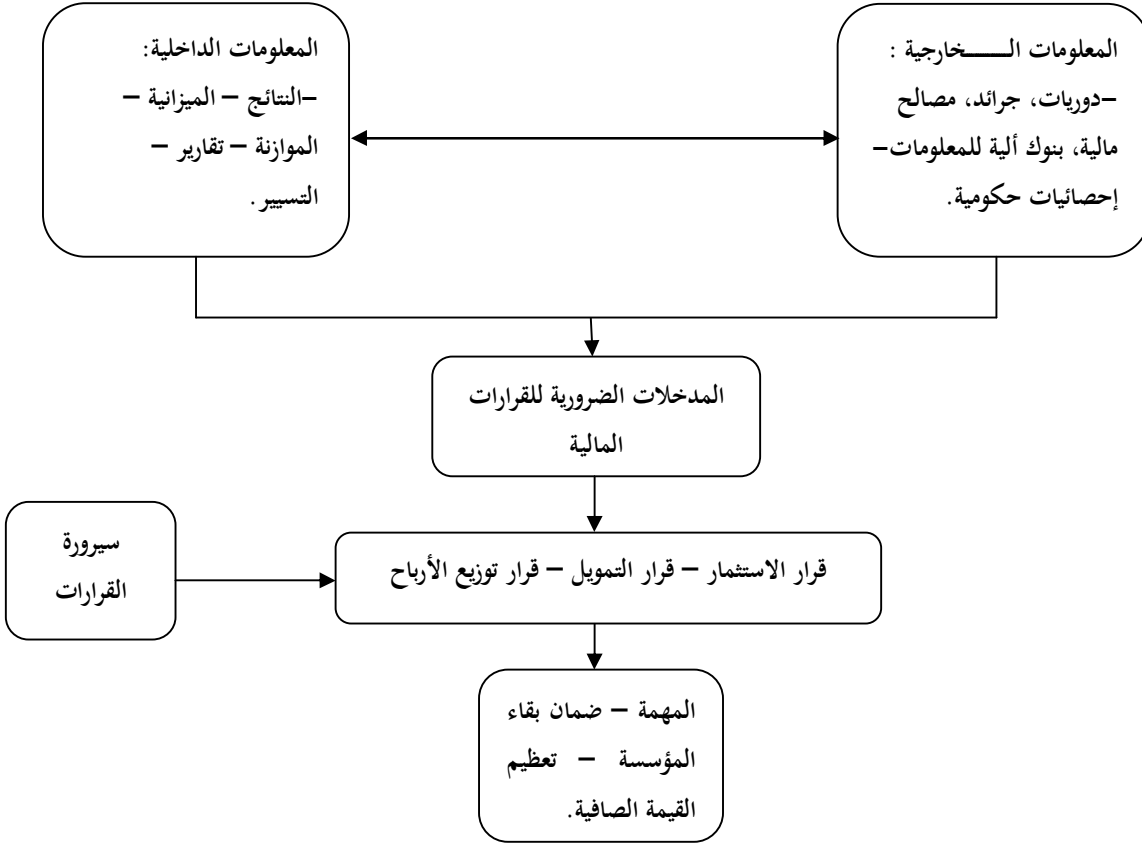 المعلومات الـــــــخارجية :
–دوريات، جرائد، مصالح
مالية، بنوك ألية للمعلومات–
إحصائيات حكومية.
المعلومات الداخلية:
–النتائج – الميزانية –
الموازنة – تقارير –
التسيير.
المدخلات الضرورية للقرارات
المالية
سيرورة
القرارات
قرار الاستثمار – قرار التمويل – قرار توزيع الأرباح
المهمة – ضمان بقاء
المؤسسة – تعظيم
القيمة الصافية.